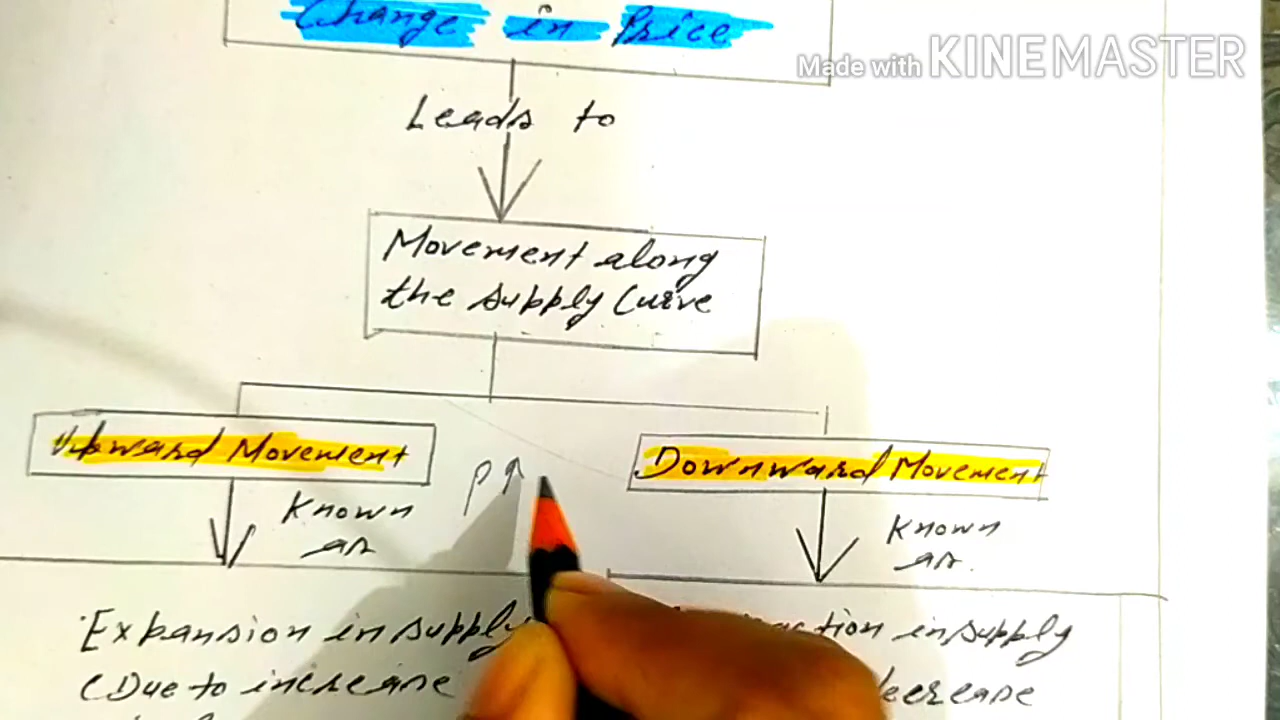 Change in Price
Made with KINEMASTER
Leads to
Movement along
the supply Curve
Upward Movement
Downward Movement
P↑
Known
as
Known
as.
Expansion in supply
(Due to increase
in supply
decrease